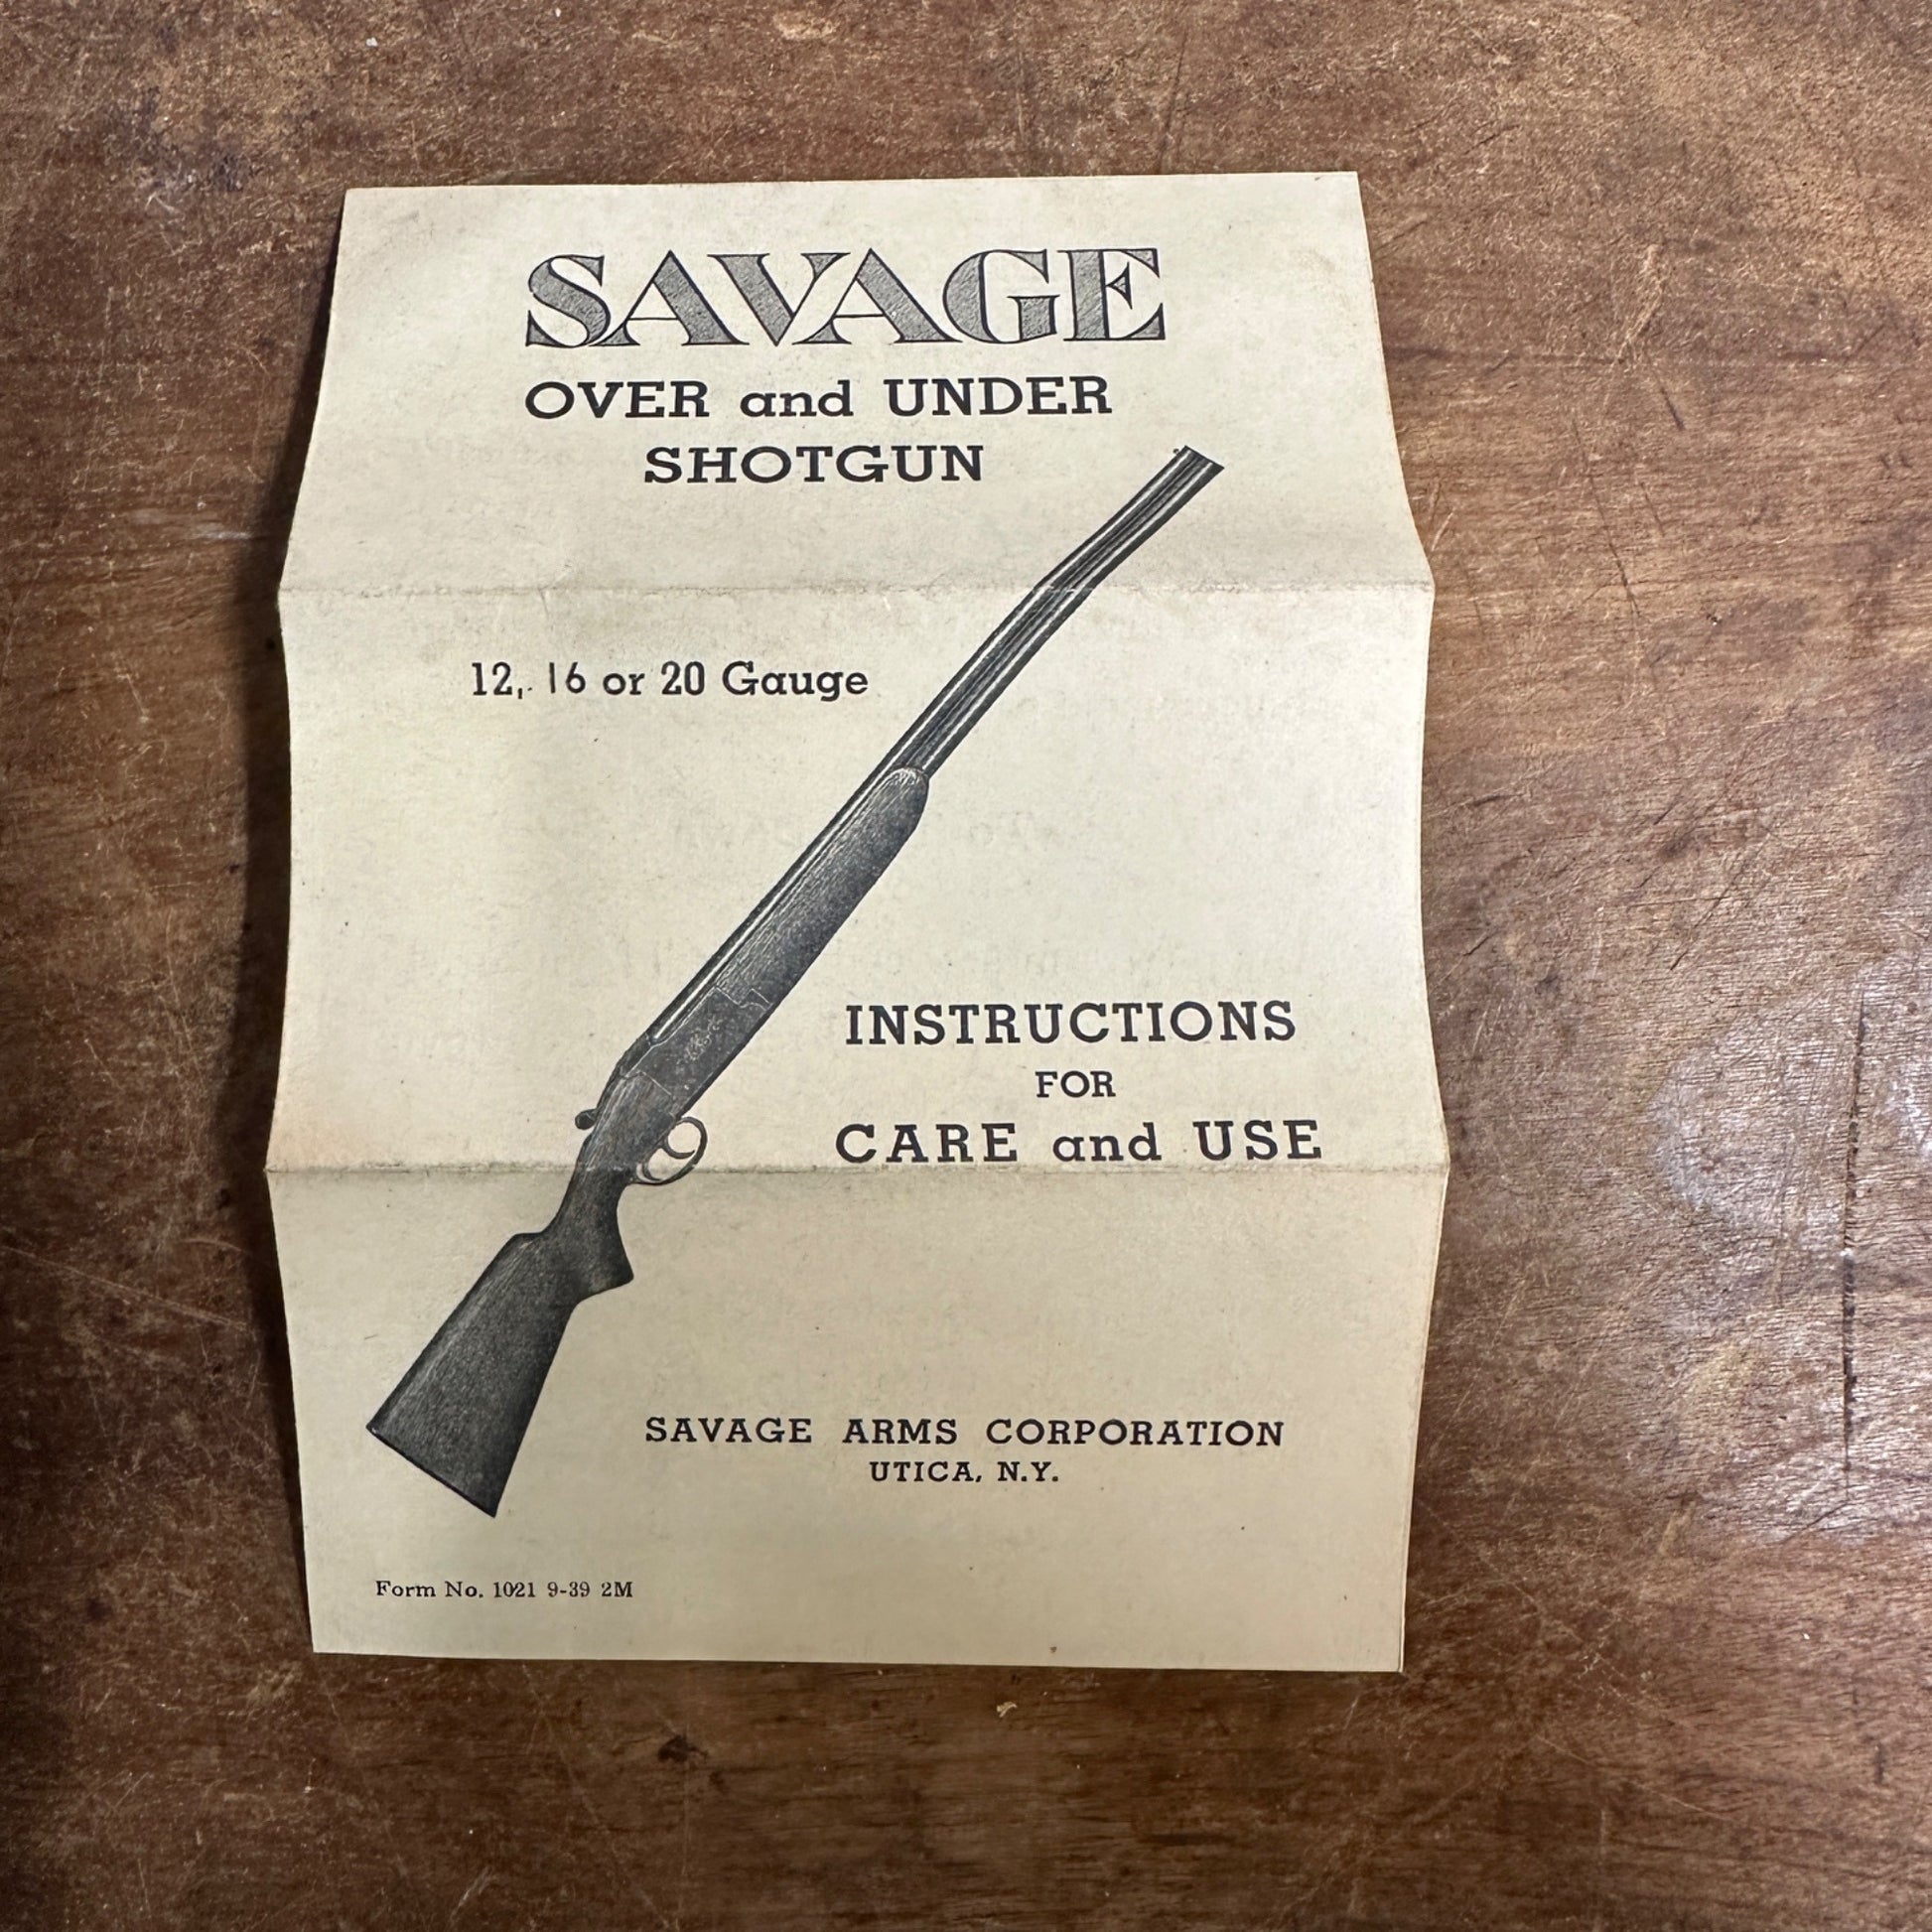 SAVAGE
OVER and UNDER
SHOTGUN
12, 16 or 20 Gauge
INSTRUCTIONS
FOR
CARE and USE
SAVAGE ARMS CORPORATION
UTICA, N.Y.
Form No. 1021 9-39 2M